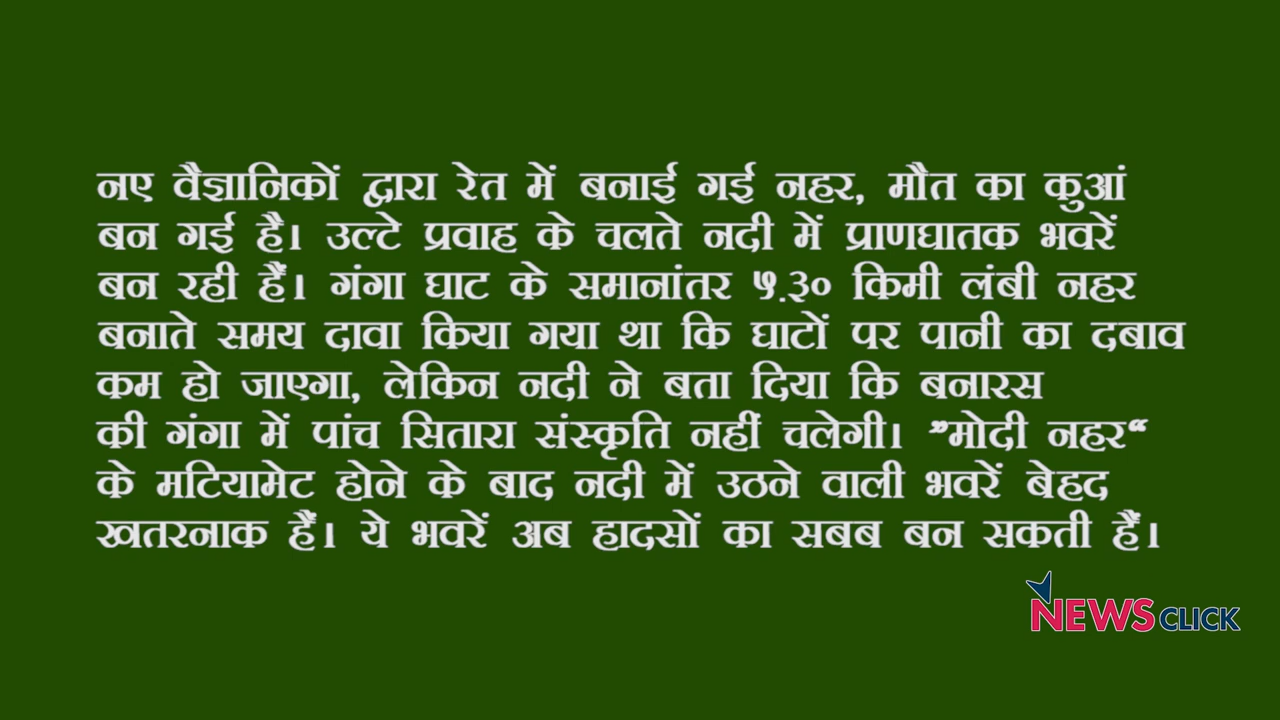 नए वैज्ञानिकों द्वारा रेत में बनाई गई नहर, मौत का कुआं
बन गई है। उल्टे प्रवाह के चलते नदी में प्राणघातक भवरें
बन रही हैं। गंगा घाट के समानांतर ५.३० किमी लंबी नहर
बनाते समय दावा किया गया था कि घाटों पर पानी का दबाव
कम हो जाएगा, लेकिन नदी ने बता दिया कि बनारस
की गंगा में पांच सितारा संस्कृति नहीं चलेगी। ”मोदी नहर“
के मटियामेट होने के बाद नदी में उठने वाली भवरें बेहद
खतरनाक हैं। ये भवरें अब हादसों का सबब बन सकती हैं।
NEWSCLICK